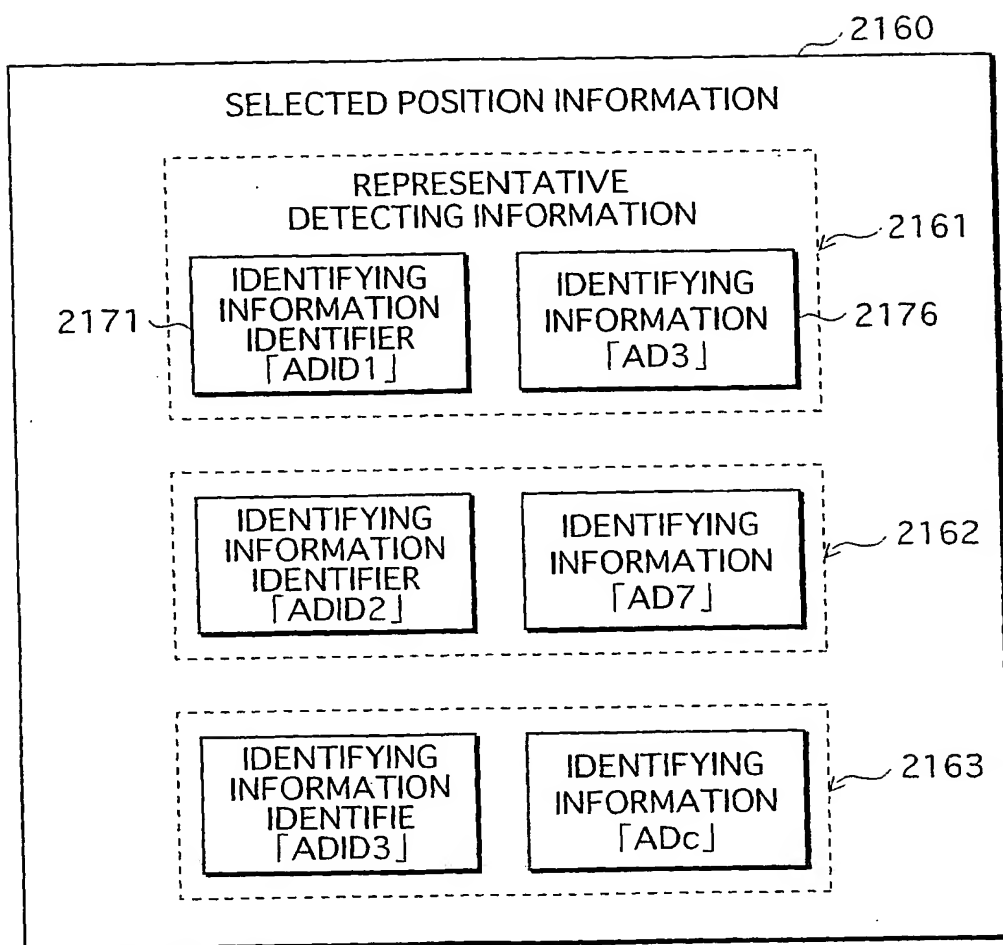 2160
SELECTED POSITION INFORMATION
REPRESENTATIVE
DETECTING INFORMATION
2161
2171
IDENTIFYING
INFORMATION
IDENTIFIER
「ADID1」
IDENTIFYING
INFORMATION
「AD3」
2176
IDENTIFYING
INFORMATION
IDENTIFIER
「ADID2」
IDENTIFYING
INFORMATION
「AD7」
2162
IDENTIFYING
INFORMATION
IDENTIFIE
「ADID3」
IDENTIFYING
INFORMATION
「ADc」
2163